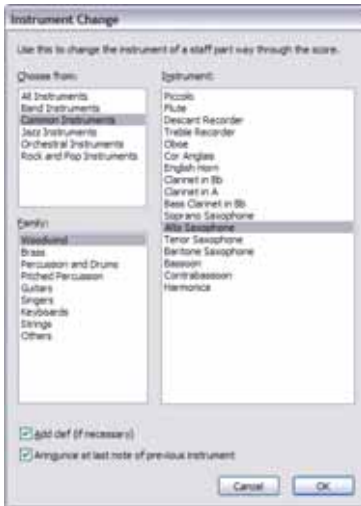 Instrument Change
Use this to change the instrument of a staff part way through the score.
Choose from:
All Instruments
Band Instruments
Common Instruments
Jazz Instruments
Orchestral Instruments
Rock and Pop Instruments
Family:
Woodwind
Brass
Percussion and Drums
Pitched Percussion
Guitars
Singers
Keyboards
Strings
Others
Instrument:
Piccolo
Flute
Descant Recorder
Treble Recorder
Oboe
Cor Anglais
English Horn
Clarinet in Bb
Clarinet in A
Bass Clarinet in Bb
Soprano Saxophone
Alto Saxophone
Tenor Saxophone
Baritone Saxophone
Bassoon
Contrabassoon
Harmonica
Add clef (if necessary)
Announce at last note of previous instrument
Cancel
OK